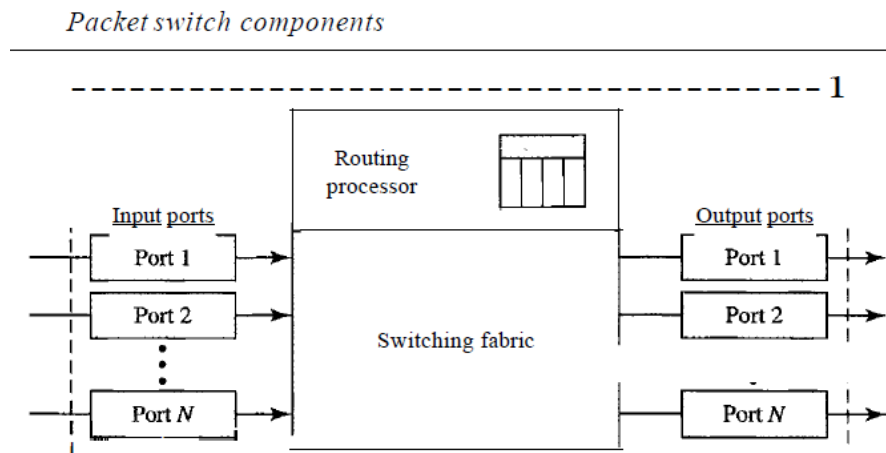 Packet switch components
1
Routing
processor
Input ports
Output ports
Port 1
Port 1
Port 2
Port 2
Switching fabric
Port N
Port N